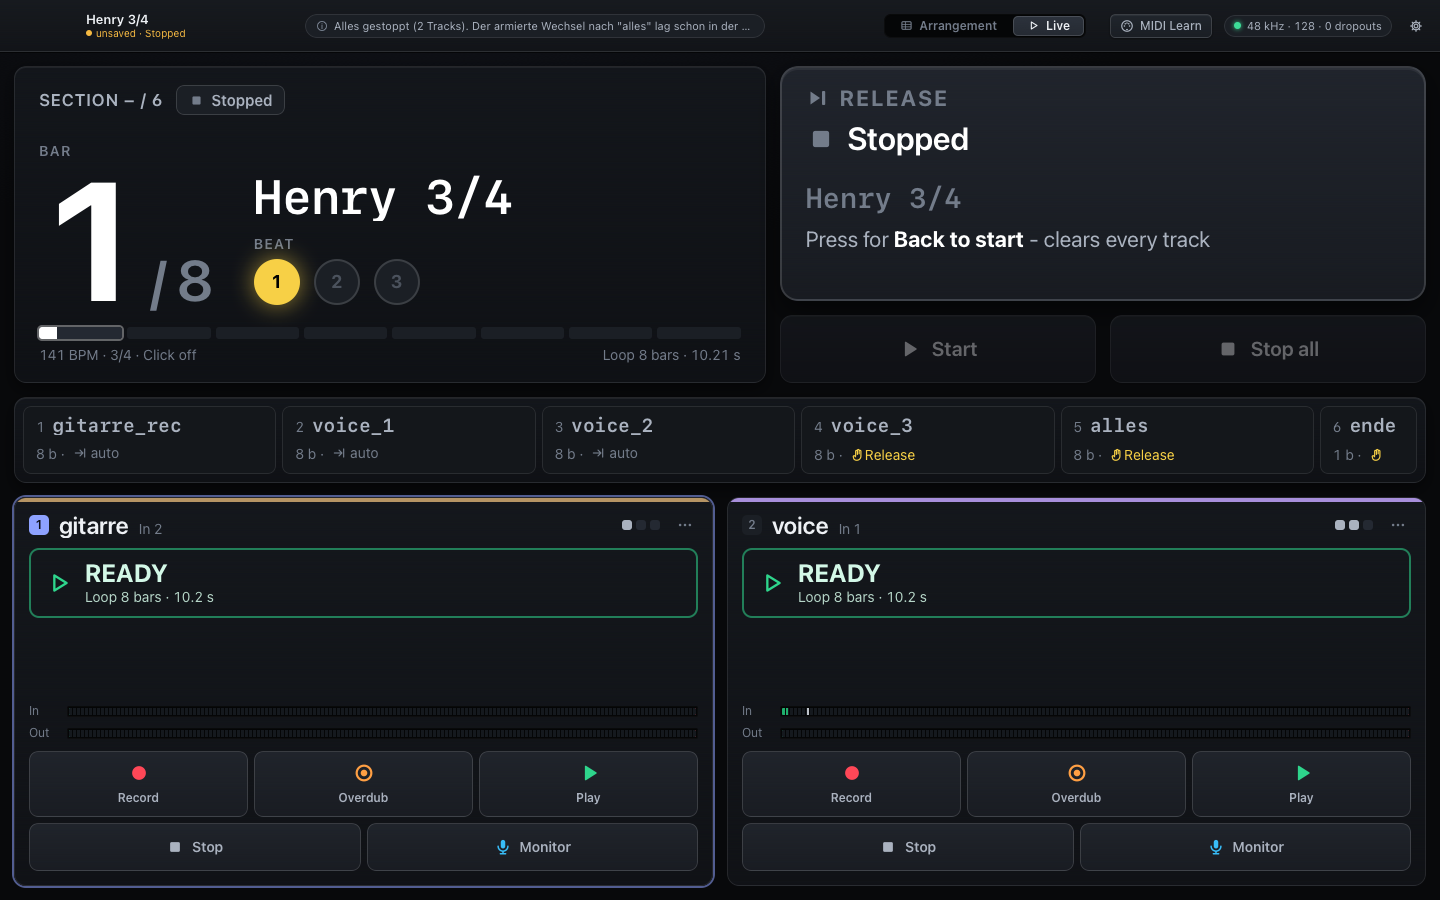 Henry 3/4
unsaved · Stopped
Alles gestoppt (2 Tracks). Der armierte Wechsel nach "alles" lag schon in der ...
Arrangement
Live
MIDI Learn
48 kHz · 128 · 0 dropouts
SECTION – / 6
Stopped
BAR
1 / 8
Henry 3/4
BEAT
1 2 3
141 BPM · 3/4 · Click off
Loop 8 bars · 10.21 s
RELEASE
Stopped
Henry 3/4
Press for Back to start - clears every track
Start
Stop all
1 gitarre_rec
8 b · auto
2 voice_1
8 b · auto
3 voice_2
8 b · auto
4 voice_3
8 b · Release
5 alles
8 b · Release
6 ende
1 b ·
1 gitarre In 2
...
READY
Loop 8 bars · 10.2 s
In
Out
Record
Overdub
Play
Stop
Monitor
2 voice In 1
...
READY
Loop 8 bars · 10.2 s
In
Out
Record
Overdub
Play
Stop
Monitor